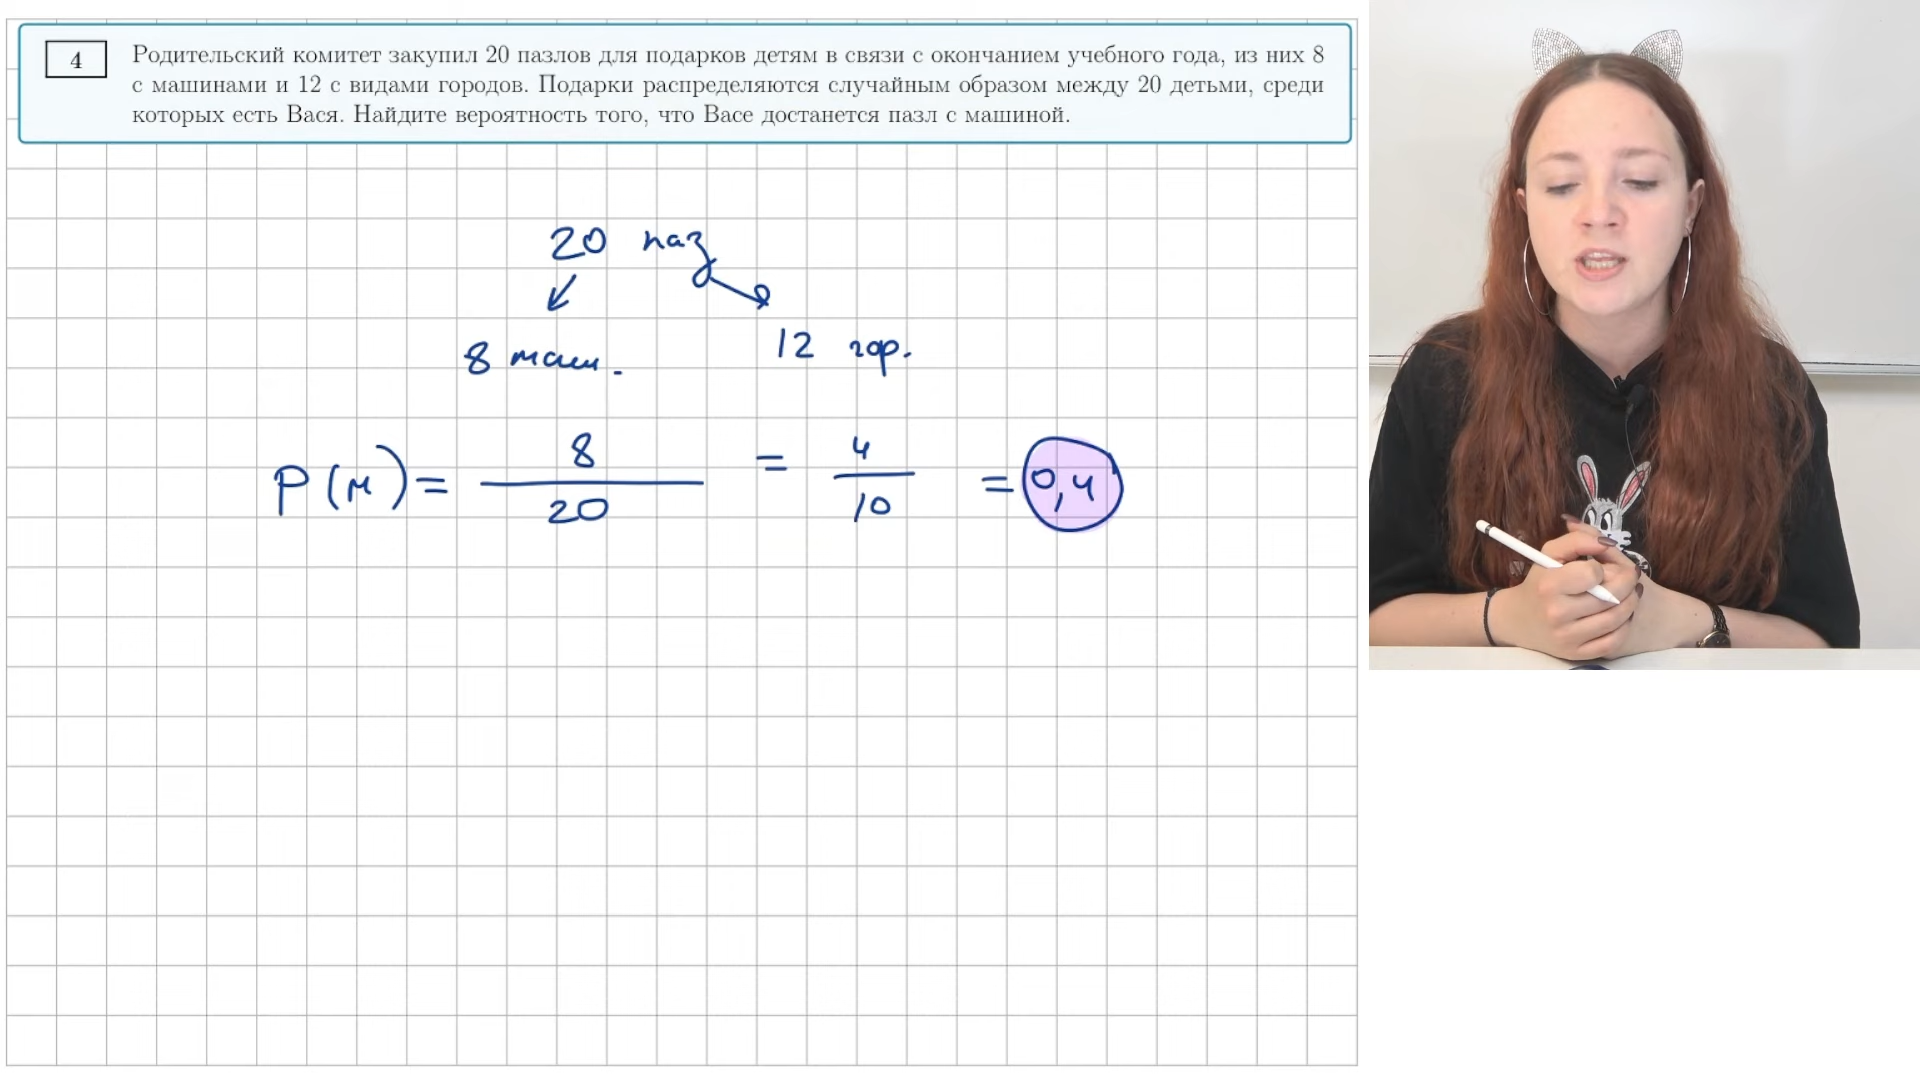 4
Родительский комитет закупил 20 пазлов для подарков детям в связи с окончанием учебного года, из них 8
с машинами и 12 с видами городов. Подарки распределяются случайным образом между 20 детьми, среди
которых есть Вася. Найдите вероятность того, что Васе достанется пазл с машиной.
20 паз
8 маш.
12 гор.
P(м) = 8/20 = 4/10 = 0,4